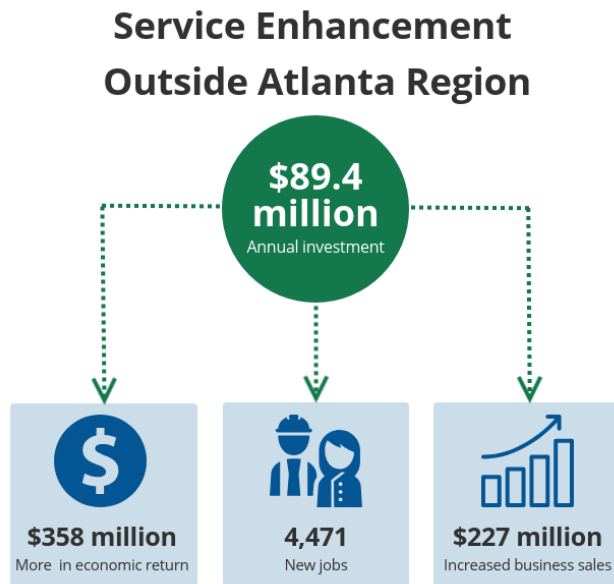 Service Enhancement
Outside Atlanta Region
$89.4
million
Annual investment
$
$358 million
More in economic return
4,471
New jobs
$227 million
Increased business sales